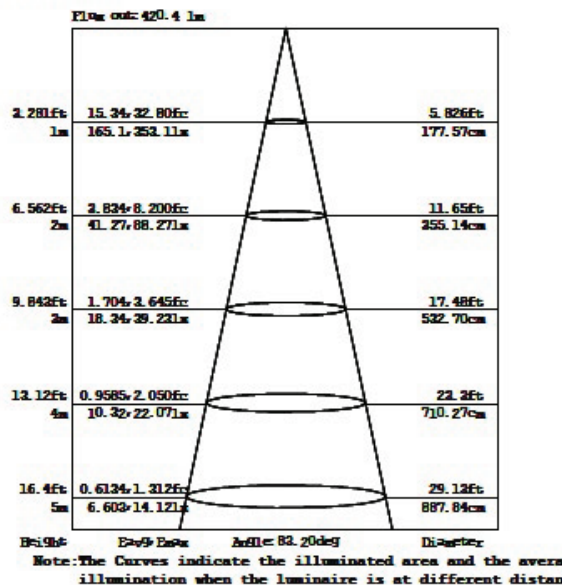 Flux out:420.4 lm
3.281ft 15.34,32.80fc 5.826ft
1m 165.1,353.1lx 177.57cm
6.562ft 3.834,8.200fc 11.65ft
2m 41.27,88.27lx 355.14cm
9.843ft 1.704,3.645fc 17.48ft
3m 18.34,39.23lx 532.70cm
13.12ft 0.9585,2.050fc 23.3ft
4m 10.32,22.07lx 710.27cm
16.4ft 0.6134,1.312fc 29.13ft
5m 6.603,14.12lx 887.84cm
Height Eavg,Emax Angle:83.20deg Diameter
Note:The Curves indicate the illuminated area and the avera
illumination when the luminaire is at different distan